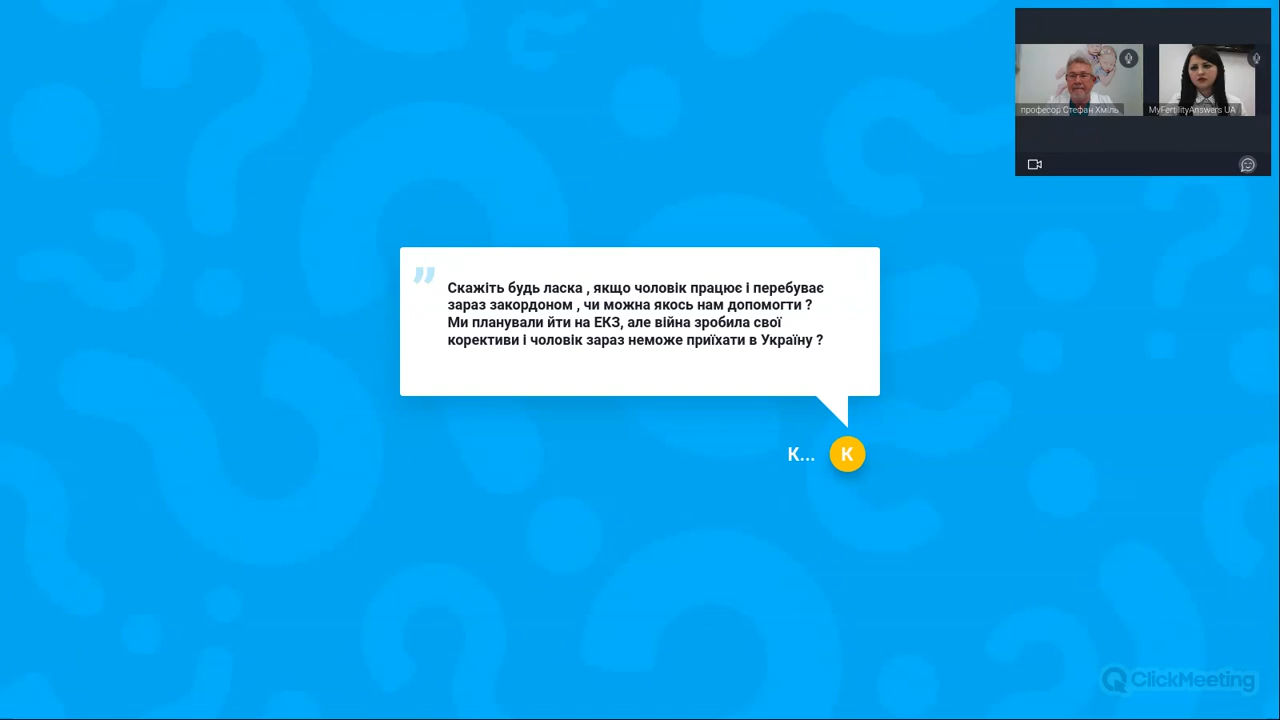 професор Стефан Хміль
MyFertilityAnswers UA
Скажіть будь ласка , якщо чоловік працює і перебуває
зараз закордоном , чи можна якось нам допомогти ?
Ми планували йти на ЕКЗ, але війна зробила свої
корективи і чоловік зараз неможе приїхати в Україну ?
К...
К
ClickMeeting